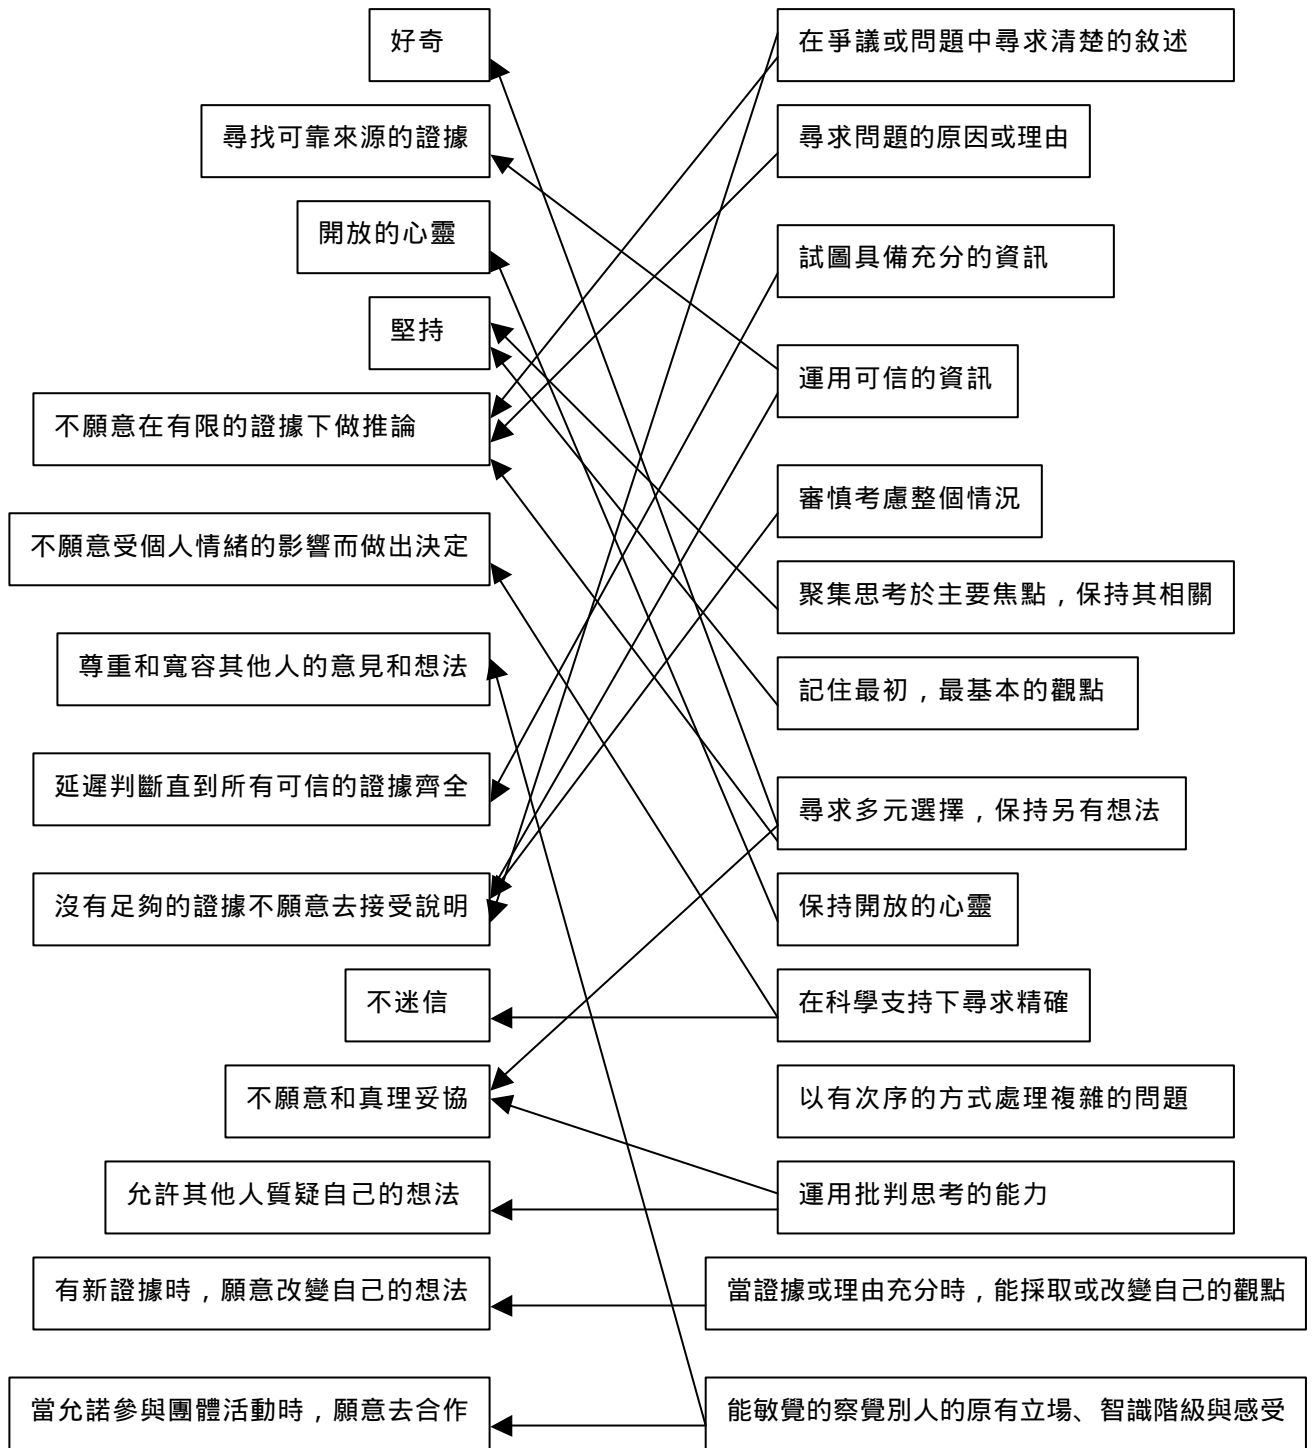 好奇
尋找可靠來源的證據
開放的心靈
堅持
不願意在有限的證據下做推論
不願意受個人情緒的影響而做出決定
尊重和寬容其他人的意見和想法
延遲判斷直到所有可信的證據齊全
沒有足夠的證據不願意去接受說明
不迷信
不願意和真理妥協
允許其他人質疑自己的想法
有新證據時，願意改變自己的想法
當允諾參與團體活動時，願意去合作
在爭議或問題中尋求清楚的敘述
尋求問題的原因或理由
試圖具備充分的資訊
運用可信的資訊
審慎考慮整個情況
聚集思考於主要焦點，保持其相關
記住最初，最基本的觀點
尋求多元選擇，保持另有想法
保持開放的心靈
在科學支持下尋求精確
以有次序的方式處理複雜的問題
運用批判思考的能力
當證據或理由充分時，能採取或改變自己的觀點
能敏覺的察覺別人的原有立場、智識階級與感受